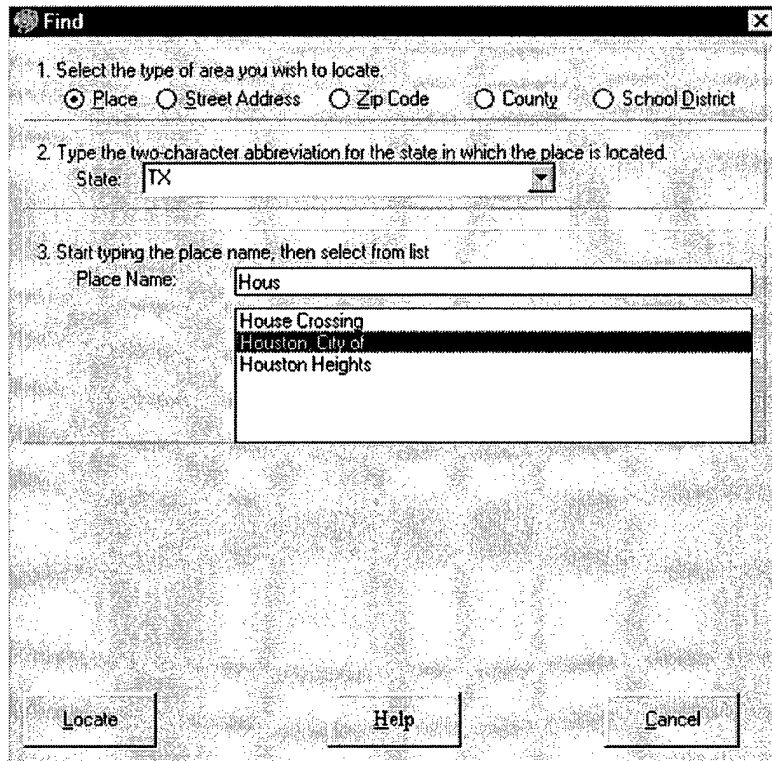 Find
1. Select the type of area you wish to locate.
Place Street Address Zip Code County School District
2. Type the two-character abbreviation for the state in which the place is located.
State: TX
3. Start typing the place name, then select from list
Place Name: Hous
House Crossing
Houston, City of
Houston Heights
Locate Help Cancel